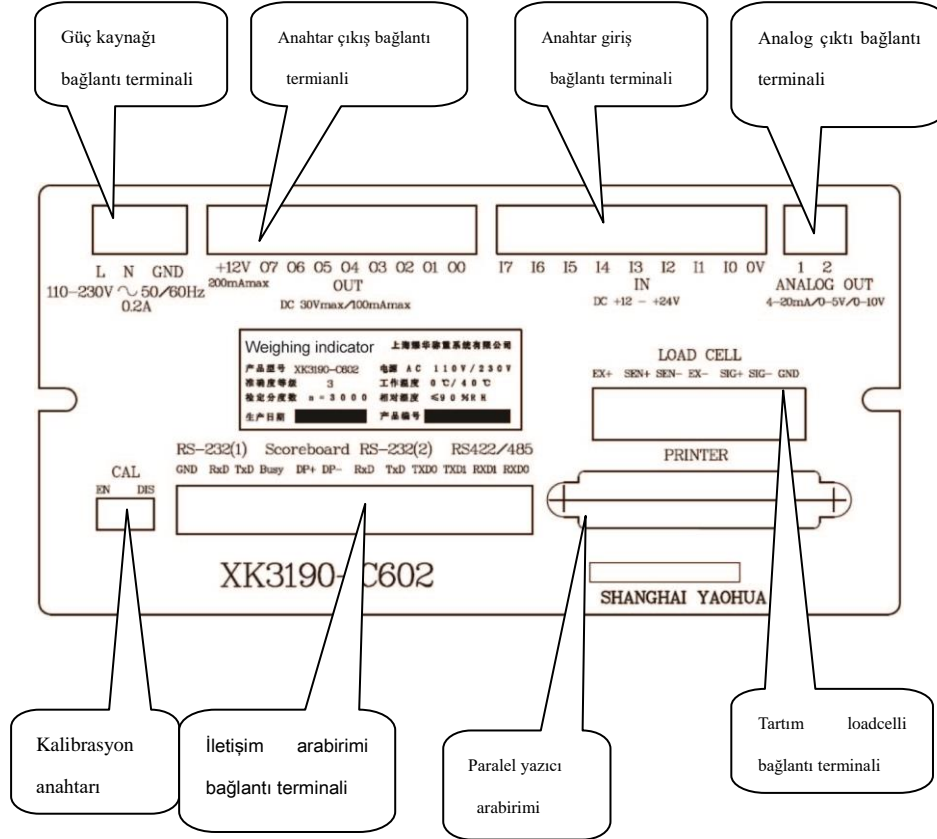 Güç kaynağı
bağlantı terminali
Anahtar çıkış bağlantı
termianli
Anahtar giriş
bağlantı terminali
Analog çıktı bağlantı
terminali
L N GND
110-230V ~ 50/60Hz
0.2A
+12V O7 O6 O5 O4 O3 O2 O1 O0
200mAmax
OUT
DC 30Vmax/100mAmax
I7 I6 I5 I4 I3 I2 I1 I0 0V
IN
DC +12 - +24V
1 2
ANALOG OUT
4-20mA/0-5V/0-10V
Weighing indicator 上海耀华称重系统有限公司
产品型号 XK3190-C602 电源 AC 110V/230V
准确度等级 3 工作温度 0℃/40℃
检定分度数 n=3000 相对湿度 ≤90%RH
生产日期 产品编号
LOAD CELL
EX+ SEN+ SEN- EX- SIG+ SIG- GND
PRINTER
RS-232(1) Scoreboard RS-232(2) RS422/485
GND RxD TxD Busy DP+ DP- RxD TxD TXD0 TXD1 RXD1 RXD0
CAL
EN DIS
XK3190-C602
SHANGHAI YAOHUA
Kalibrasyon
anahtarı
İletişim arabirimi
bağlantı terminali
Paralel yazıcı
arabirimi
Tartım loadcelli
bağlantı terminali